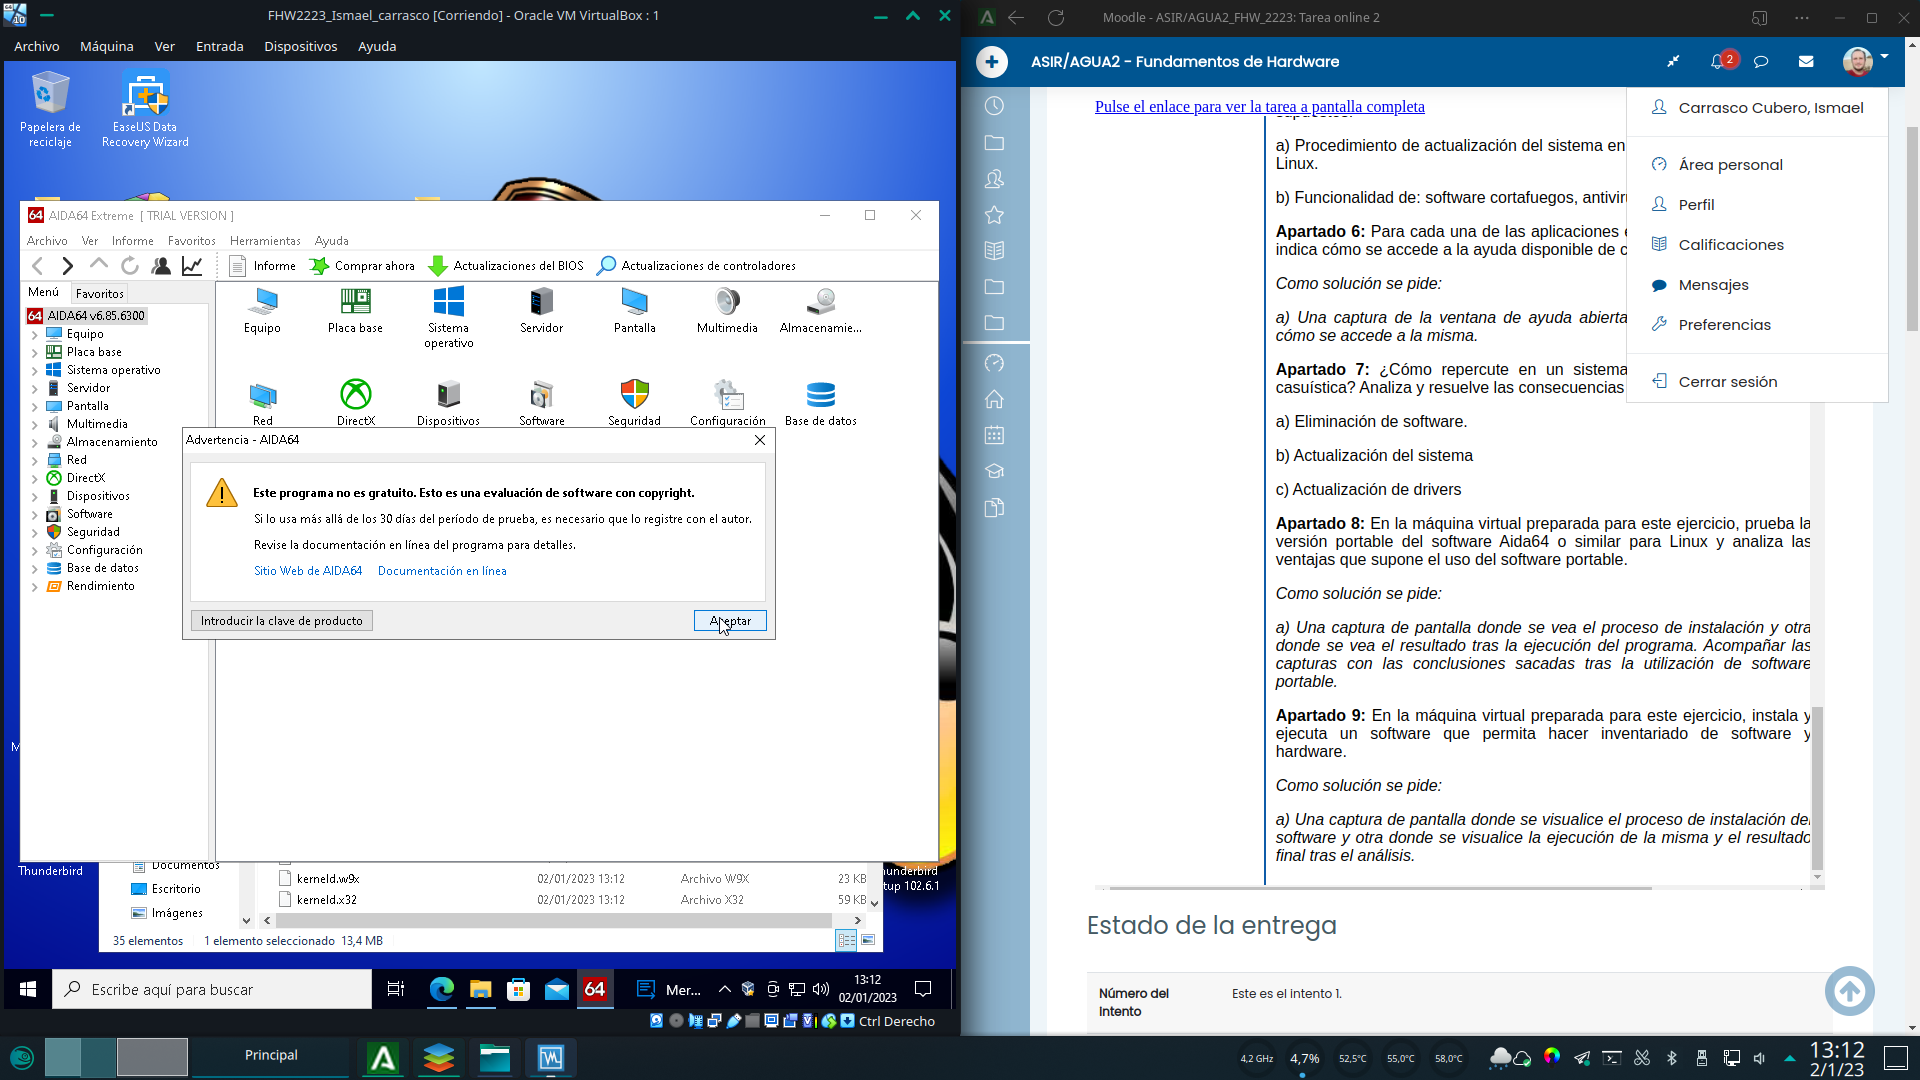 FHW2223_Ismael_carrasco [Corriendo] - Oracle VM VirtualBox : 1
Archivo Máquina Ver Entrada Dispositivos Ayuda
Papelera de reciclaje
EaseUS Data Recovery Wizard
AIDA64 Extreme [ TRIAL VERSION ]
Archivo Ver Informe Favoritos Herramientas Ayuda
Informe Comprar ahora Actualizaciones del BIOS Actualizaciones de controladores
Menú Favoritos
AIDA64 v6.85.6300
Equipo
Placa base
Sistema operativo
Servidor
Pantalla
Multimedia
Almacenamiento
Red
DirectX
Dispositivos
Software
Seguridad
Configuración
Base de datos
Rendimiento
Equipo Placa base Sistema operativo Servidor Pantalla Multimedia Almacenamie...
Red DirectX Dispositivos Software Seguridad Configuración Base de datos
Advertencia - AIDA64
Este programa no es gratuito. Esto es una evaluación de software con copyright.
Si lo usa más allá de los 30 días del período de prueba, es necesario que lo registre con el autor.
Revise la documentación en línea del programa para detalles.
Sitio Web de AIDA64 Documentación en línea
Introducir la clave de producto
Aceptar
M
Thunderbird
Documentos
Escritorio
Imágenes
kerneld.w9x 02/01/2023 13:12 Archivo W9X 23 KB
kerneld.x32 02/01/2023 13:12 Archivo X32 59 KB
hunderbird
tup 102.6.1
35 elementos 1 elemento seleccionado 13,4 MB
Escribe aquí para buscar
64
Mer...
13:12
02/01/2023
Ctrl Derecho
Moodle - ASIR/AGUA2_FHW_2223: Tarea online 2
ASIR/AGUA2 - Fundamentos de Hardware
2
Pulse el enlace para ver la tarea a pantalla completa
supuestos:
a) Procedimiento de actualización del sistema en
Linux.
b) Funcionalidad de: software cortafuegos, antivir
Apartado 6: Para cada una de las aplicaciones
indica cómo se accede a la ayuda disponible de c
Como solución se pide:
a) Una captura de la ventana de ayuda abierta
cómo se accede a la misma.
Apartado 7: ¿Cómo repercute en un sistema
casuística? Analiza y resuelve las consecuencias
a) Eliminación de software.
b) Actualización del sistema
c) Actualización de drivers
Apartado 8: En la máquina virtual preparada para este ejercicio, prueba la
versión portable del software Aida64 o similar para Linux y analiza las
ventajas que supone el uso del software portable.
Como solución se pide:
a) Una captura de pantalla donde se vea el proceso de instalación y otra
donde se vea el resultado tras la ejecución del programa. Acompañar las
capturas con las conclusiones sacadas tras la utilización de software
portable.
Apartado 9: En la máquina virtual preparada para este ejercicio, instala y
ejecuta un software que permita hacer inventariado de software y
hardware.
Como solución se pide:
a) Una captura de pantalla donde se visualice el proceso de instalación del
software y otra donde se visualice la ejecución de la misma y el resultado
final tras el análisis.
Carrasco Cubero, Ismael
Área personal
Perfil
Calificaciones
Mensajes
Preferencias
Cerrar sesión
Estado de la entrega
Número del Intento
Este es el intento 1.
Principal
4,2 GHz 4,7% 52,5°C 55,0°C 58,0°C
13:12
2/1/23